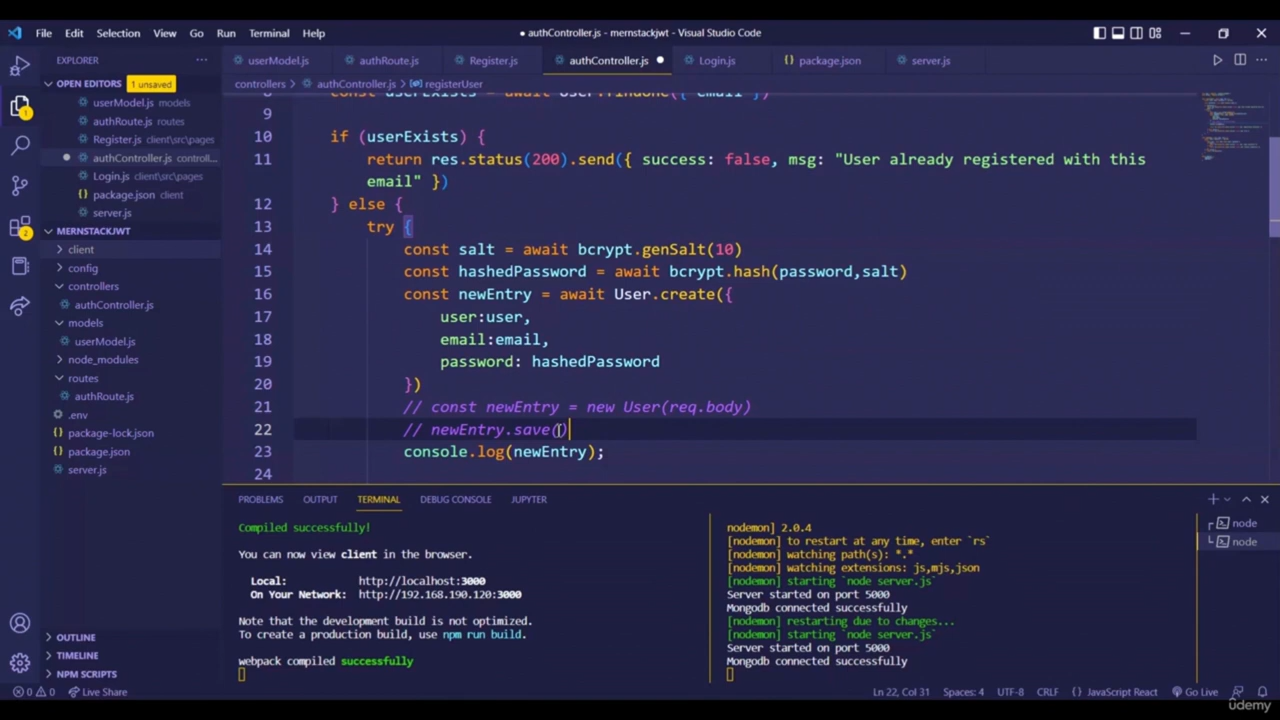 File Edit Selection View Go Run Terminal Help
● authController.js - mernstackjwt - Visual Studio Code
EXPLORER ···
userModel.js authRoute.js Register.js authController.js ● Login.js package.json server.js
OPEN EDITORS 1 unsaved
controllers > authController.js > registerUser
userModel.js models
authRoute.js routes
Register.js client\src\pages
authController.js controll...
Login.js client\src\pages
package.json client
server.js
MERNSTACKJWT
client
config
controllers
authController.js
models
userModel.js
node_modules
routes
authRoute.js
.env
package-lock.json
package.json
server.js
OUTLINE
TIMELINE
NPM SCRIPTS
8 const userExists = await User.findOne({ email })
9
10 if (userExists) {
11 return res.status(200).send({ success: false, msg: "User already registered with this
email" })
12 } else {
13 try {
14 const salt = await bcrypt.genSalt(10)
15 const hashedPassword = await bcrypt.hash(password,salt)
16 const newEntry = await User.create({
17 user:user,
18 email:email,
19 password: hashedPassword
20 })
21 // const newEntry = new User(req.body)
22 // newEntry.save()
23 console.log(newEntry);
24
PROBLEMS OUTPUT TERMINAL DEBUG CONSOLE JUPYTER
Compiled successfully!
You can now view client in the browser.
Local: http://localhost:3000
On Your Network: http://192.168.190.120:3000
Note that the development build is not optimized.
To create a production build, use npm run build.
webpack compiled successfully
nodemon] 2.0.4
[nodemon] to restart at any time, enter `rs`
[nodemon] watching path(s): *.*
[nodemon] watching extensions: js,mjs,json
[nodemon] starting `node server.js`
Server started on port 5000
Mongodb connected successfully
[nodemon] restarting due to changes...
[nodemon] starting `node server.js`
Server started on port 5000
Mongodb connected successfully
node
node
0 0 Live Share
Ln 22, Col 31 Spaces: 4 UTF-8 CRLF {} JavaScript React Go Live
udemy